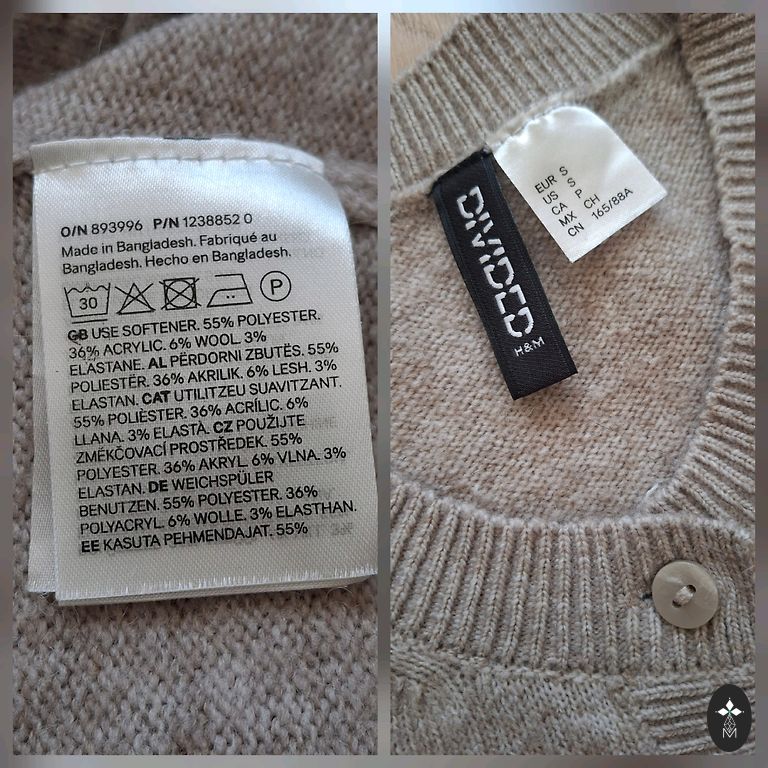 O/N 893996 P/N 1238852 0
Made in Bangladesh. Fabriqué au
Bangladesh. Hecho en Bangladesh.
30
P
GB USE SOFTENER. 55% POLYESTER.
36% ACRYLIC. 6% WOOL. 3%
ELASTANE. AL PËRDORNI ZBUTËS. 55%
POLIESTËR. 36% AKRILIK. 6% LESH. 3%
ELASTAN. CAT UTILITZEU SUAVITZANT.
55% POLIÈSTER. 36% ACRÍLIC. 6%
LLANA. 3% ELASTÀ. CZ POUŽIJTE
ZMĚKČOVACÍ PROSTŘEDEK. 55%
POLYESTER. 36% AKRYL. 6% VLNA. 3%
ELASTAN. DE WEICHSPÜLER
BENUTZEN. 55% POLYESTER. 36%
POLYACRYL. 6% WOLLE. 3% ELASTHAN.
EE KASUTA PEHMENDAJAT. 55%
DIVIDED
H&M
EUR S
US S
CA P
MX CH
CN 165/88A
M